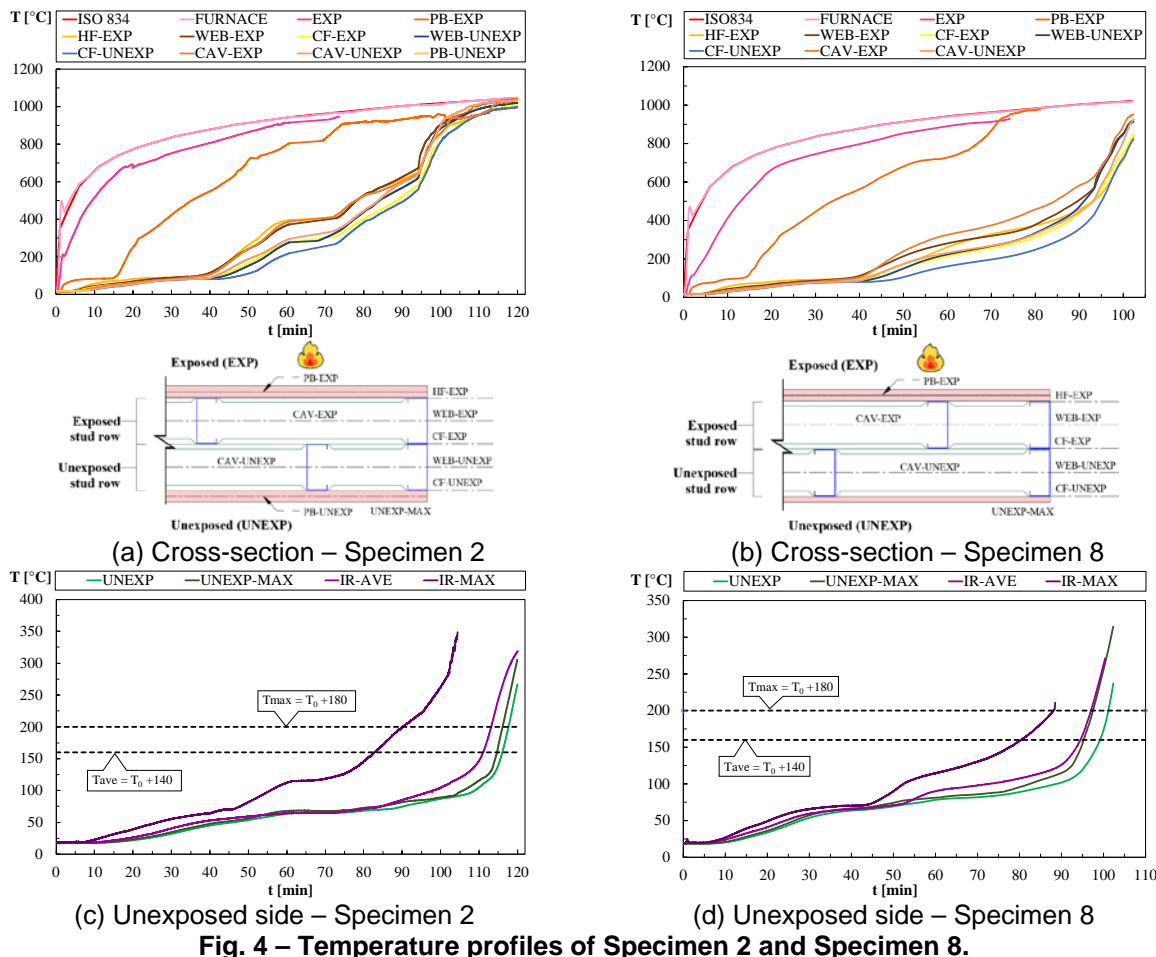 T [°C]
ISO 834 FURNACE EXP PB-EXP
HF-EXP WEB-EXP CF-EXP WEB-UNEXP
CF-UNEXP CAV-EXP CAV-UNEXP PB-UNEXP
1200
1000
800
600
400
200
0
0 10 20 30 40 50 60 70 80 90 100 110 120
t [min]
Exposed (EXP)
PB-EXP
HF-EXP
CAV-EXP
WEB-EXP
Exposed
stud row
CF-EXP
CAV-UNEXP
WEB-UNEXP
Unexposed
stud row
CF-UNEXP
PB-UNEXP
UNEXP-MAX
Unexposed (UNEXP)
(a) Cross-section – Specimen 2
T [°C]
ISO834 FURNACE EXP PB-EXP
HF-EXP WEB-EXP CF-EXP WEB-UNEXP
CF-UNEXP CAV-EXP CAV-UNEXP
1200
1000
800
600
400
200
0
0 10 20 30 40 50 60 70 80 90 100
t [min]
Exposed (EXP)
PB-EXP
HF-EXP
CAV-EXP
WEB-EXP
Exposed
stud row
CF-EXP
CAV-UNEXP
WEB-UNEXP
Unexposed
stud row
CF-UNEXP
UNEXP-MAX
Unexposed (UNEXP)
(b) Cross-section – Specimen 8
T [°C]
UNEXP UNEXP-MAX IR-AVE IR-MAX
400
350
300
250
200
150
100
50
0
Tmax = T0 +180
Tave = T0 +140
0 10 20 30 40 50 60 70 80 90 100 110 120
t [min]
(c) Unexposed side – Specimen 2
T [°C]
UNEXP UNEXP-MAX IR-AVE IR-MAX
350
300
250
200
150
100
50
0
Tmax = T0 +180
Tave = T0 +140
0 10 20 30 40 50 60 70 80 90 100 110
t [min]
(d) Unexposed side – Specimen 8
Fig. 4 – Temperature profiles of Specimen 2 and Specimen 8.